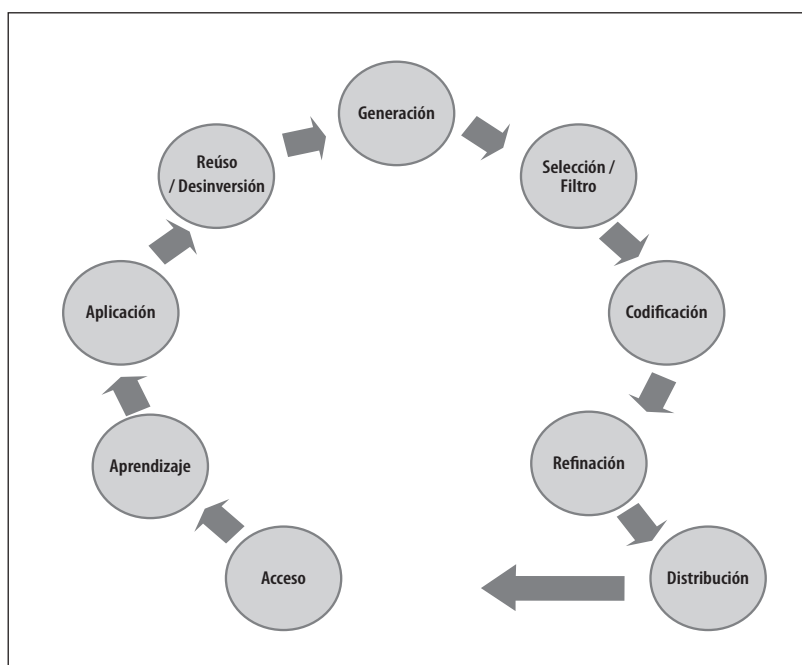 Generación
Selección /
Filtro
Codificación
Refinación
Distribución
Acceso
Aprendizaje
Aplicación
Reúso
/ Desinversión